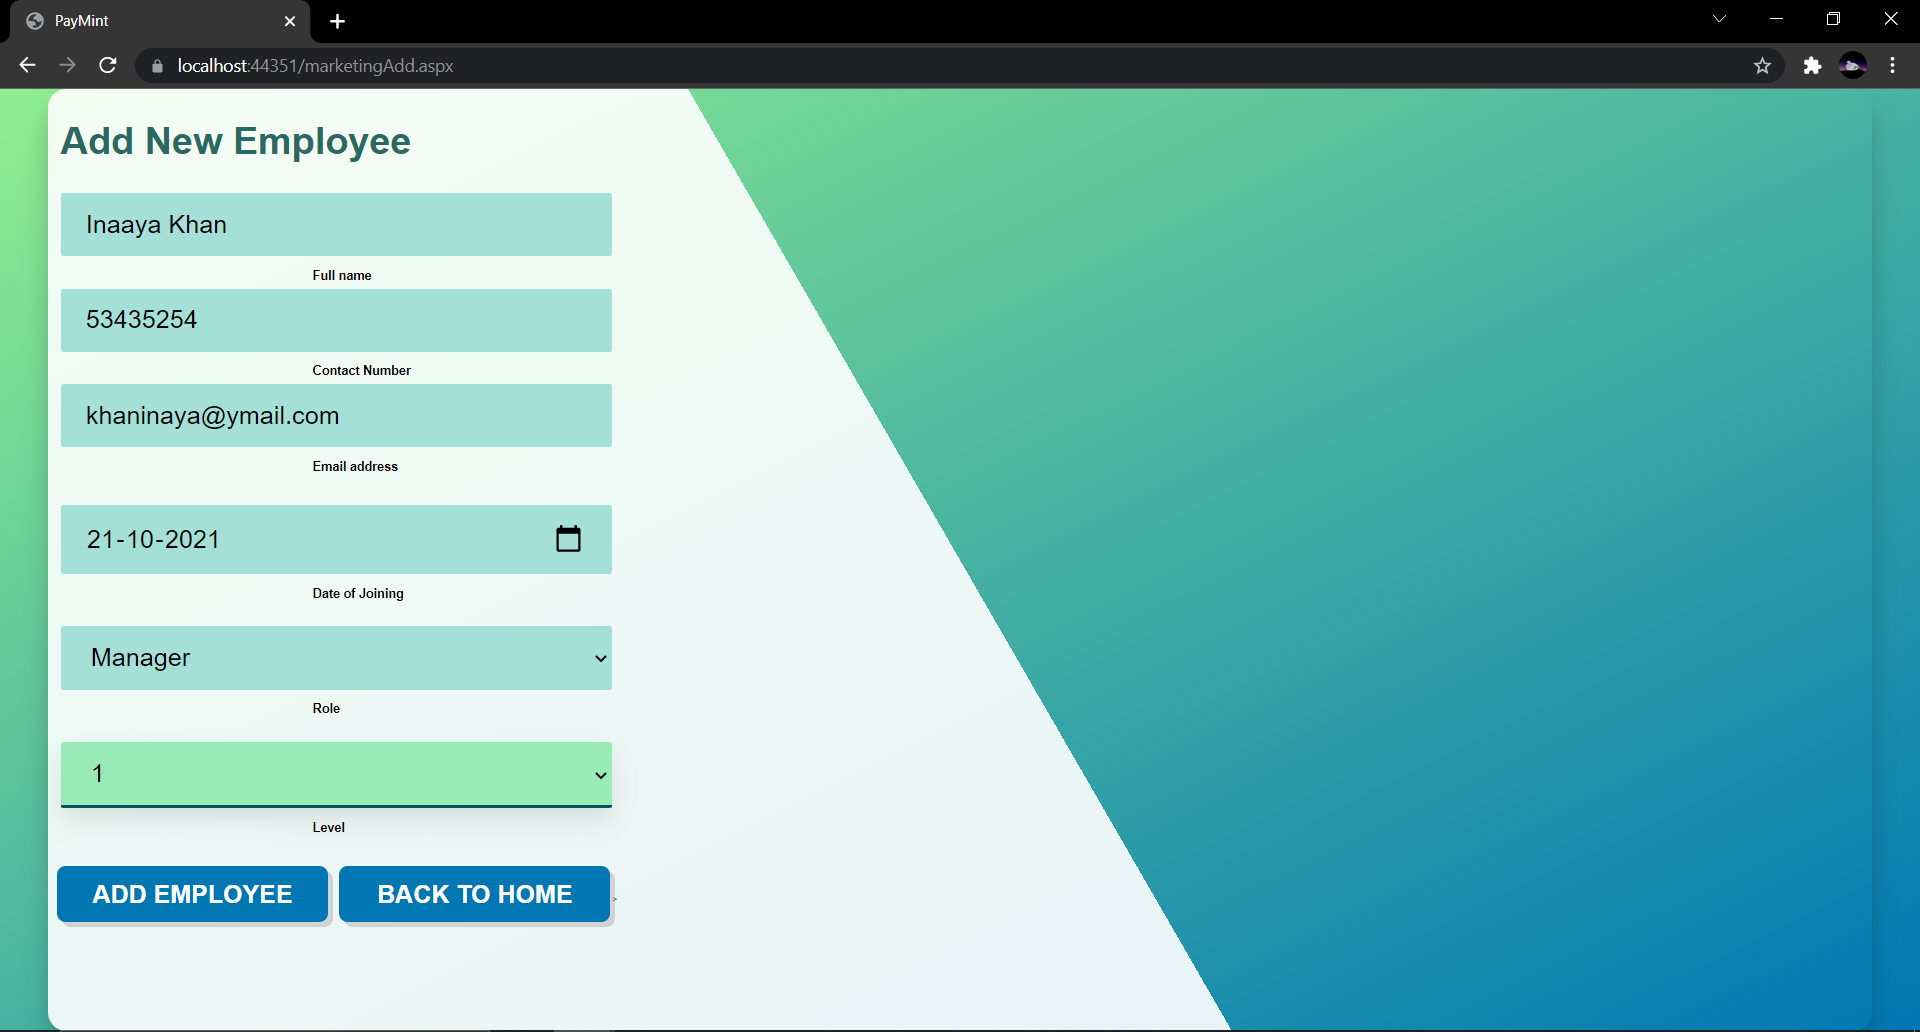 PayMint
localhost:44351/marketingAdd.aspx
Add New Employee
Inaaya Khan
Full name
53435254
Contact Number
khaninaya@ymail.com
Email address
21-10-2021
Date of Joining
Manager
Role
1
Level
ADD EMPLOYEE BACK TO HOME >